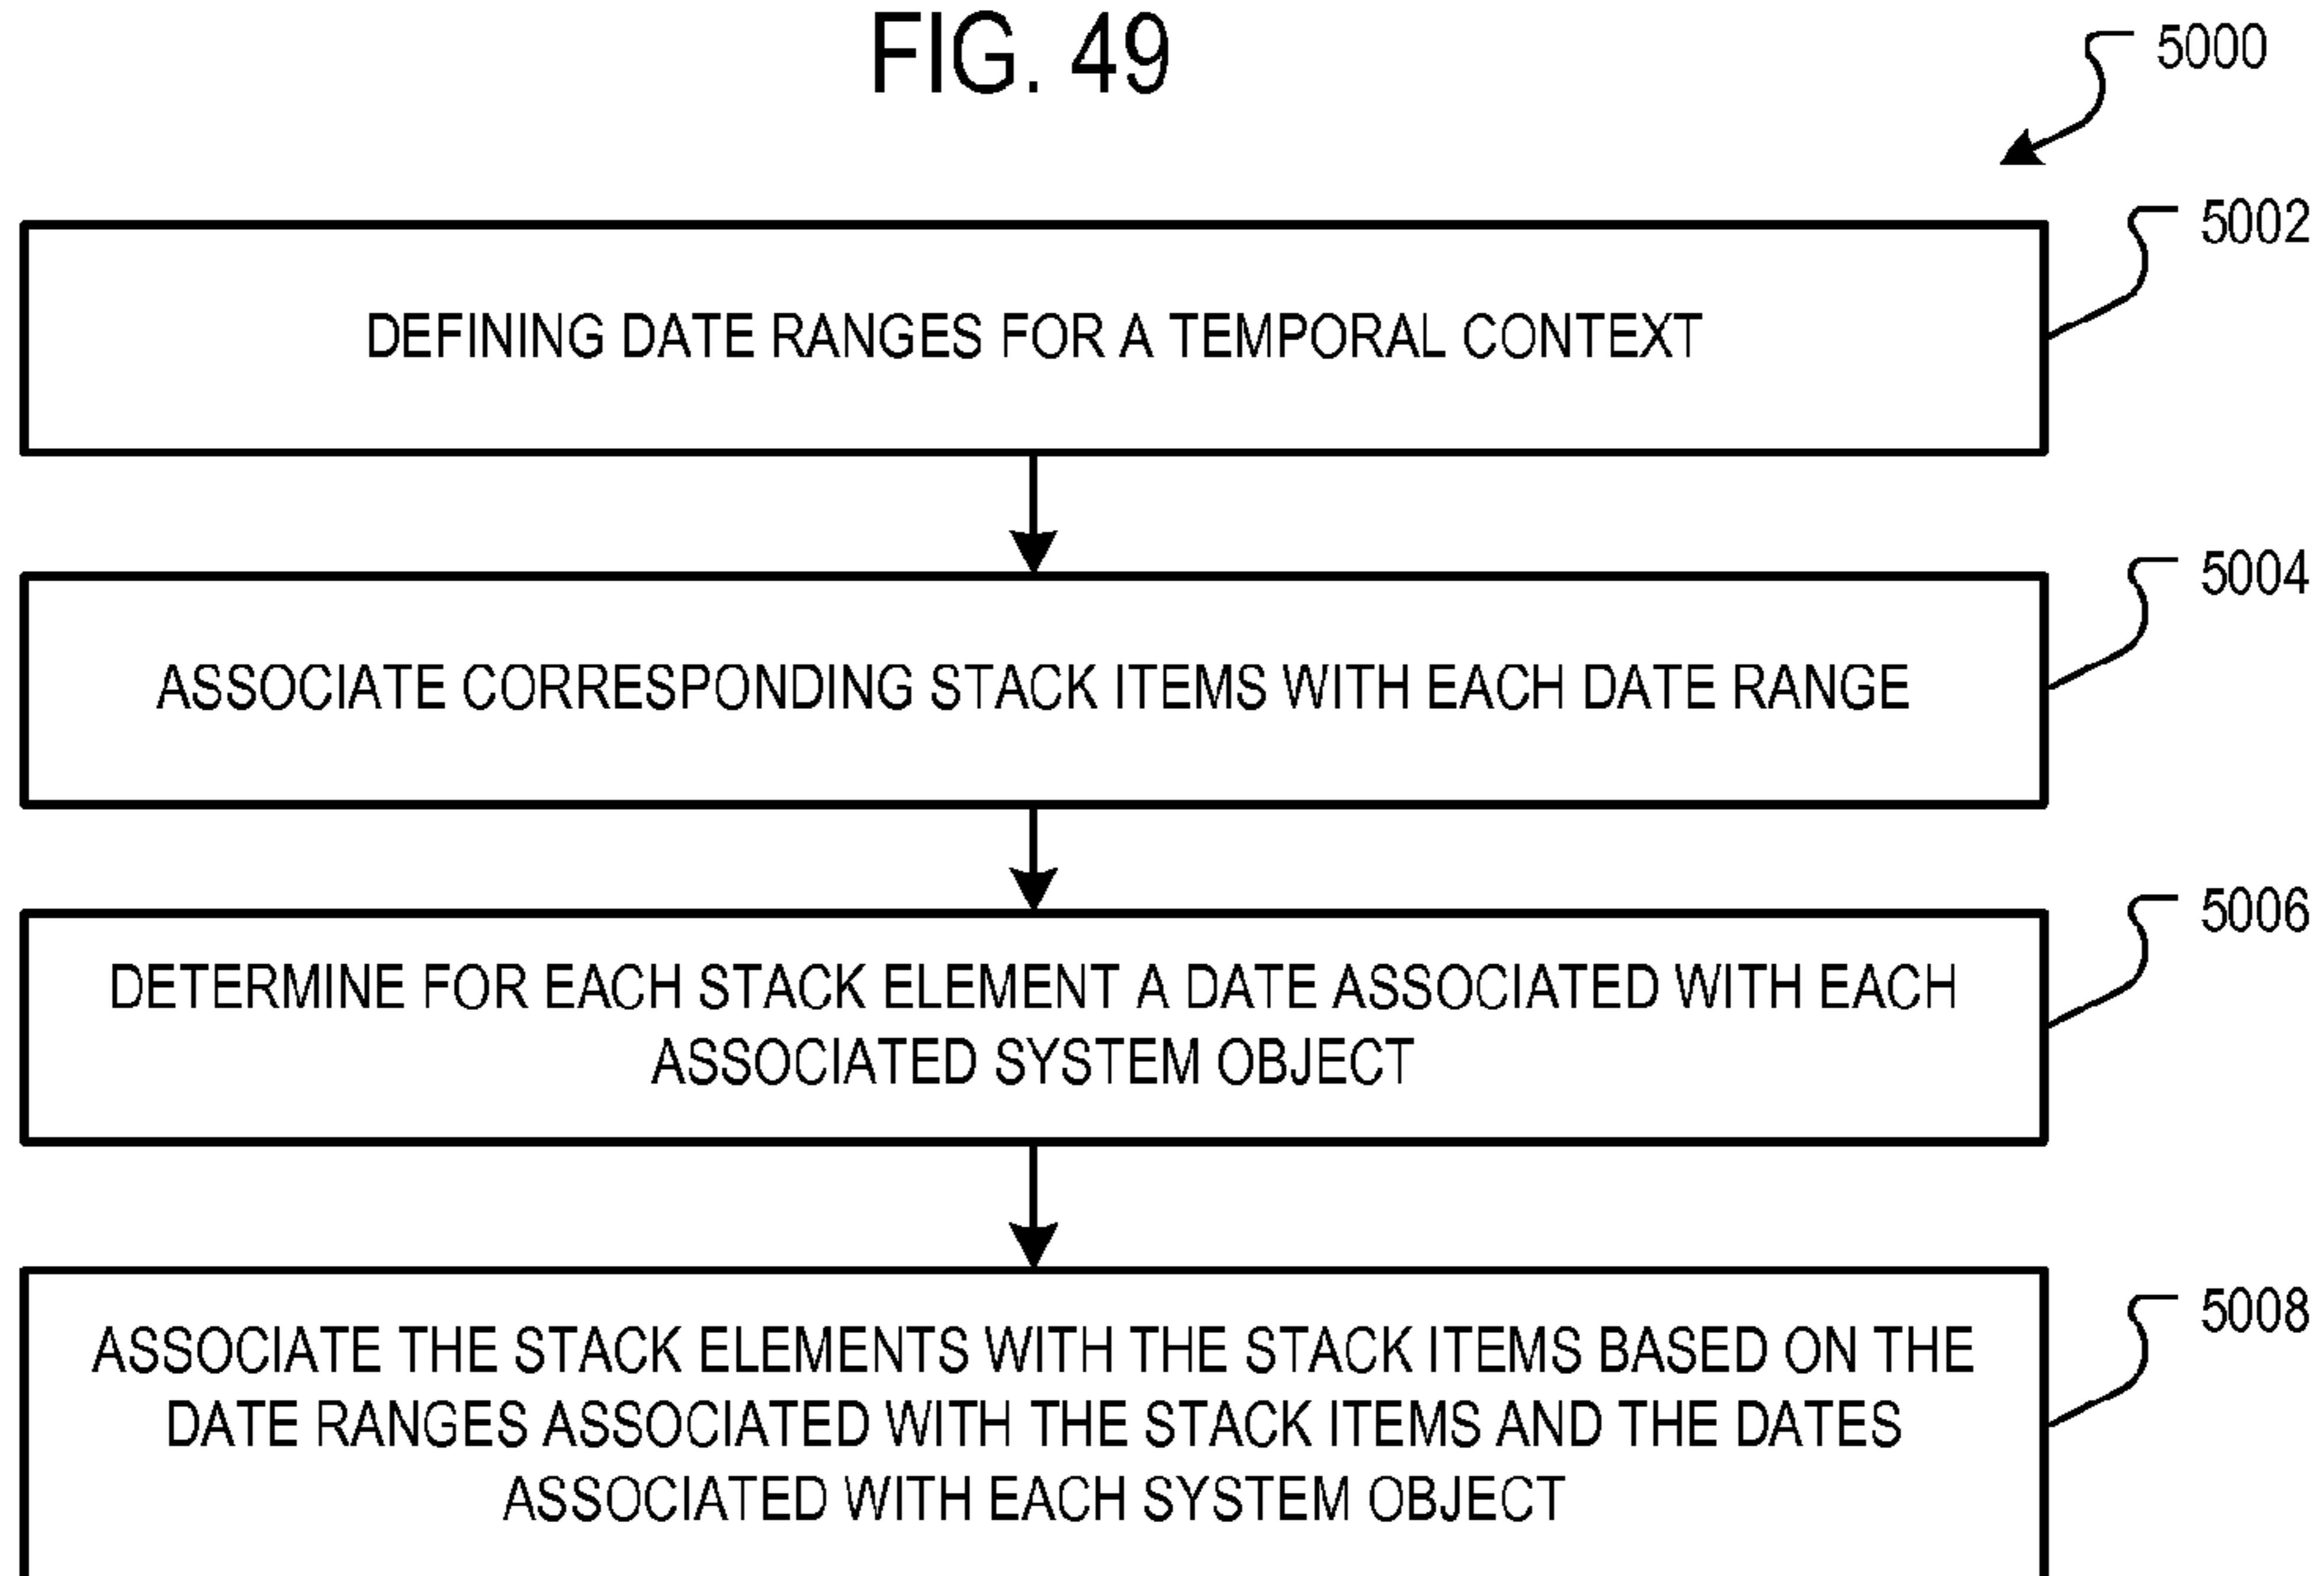 FIG. 49
5000
5002
DEFINING DATE RANGES FOR A TEMPORAL CONTEXT
5004
ASSOCIATE CORRESPONDING STACK ITEMS WITH EACH DATE RANGE
5006
DETERMINE FOR EACH STACK ELEMENT A DATE ASSOCIATED WITH EACH
ASSOCIATED SYSTEM OBJECT
5008
ASSOCIATE THE STACK ELEMENTS WITH THE STACK ITEMS BASED ON THE
DATE RANGES ASSOCIATED WITH THE STACK ITEMS AND THE DATES
ASSOCIATED WITH EACH SYSTEM OBJECT